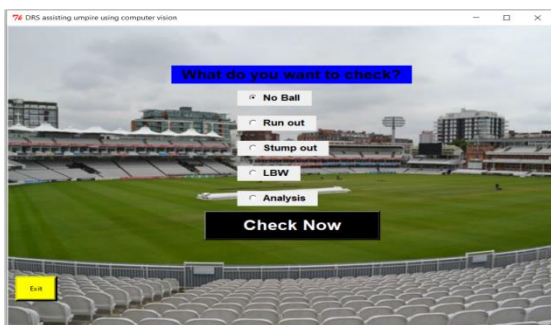 DRS assisting umpire using computer vision
What do you want to check?
No Ball
Run out
Stump out
LBW
Analysis
Check Now
Exit